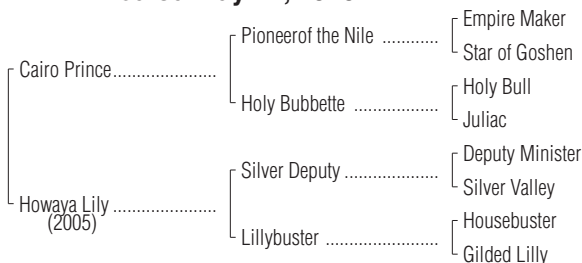 Empire Maker
Pioneerof the Nile ............
Star of Goshen
Cairo Prince......................
Holy Bull
Holy Bubbette ..................
Juliac
Deputy Minister
Silver Deputy ....................
Silver Valley
Howaya Lily ......................
(2005)
Housebuster
Lillybuster ........................
Gilded Lilly